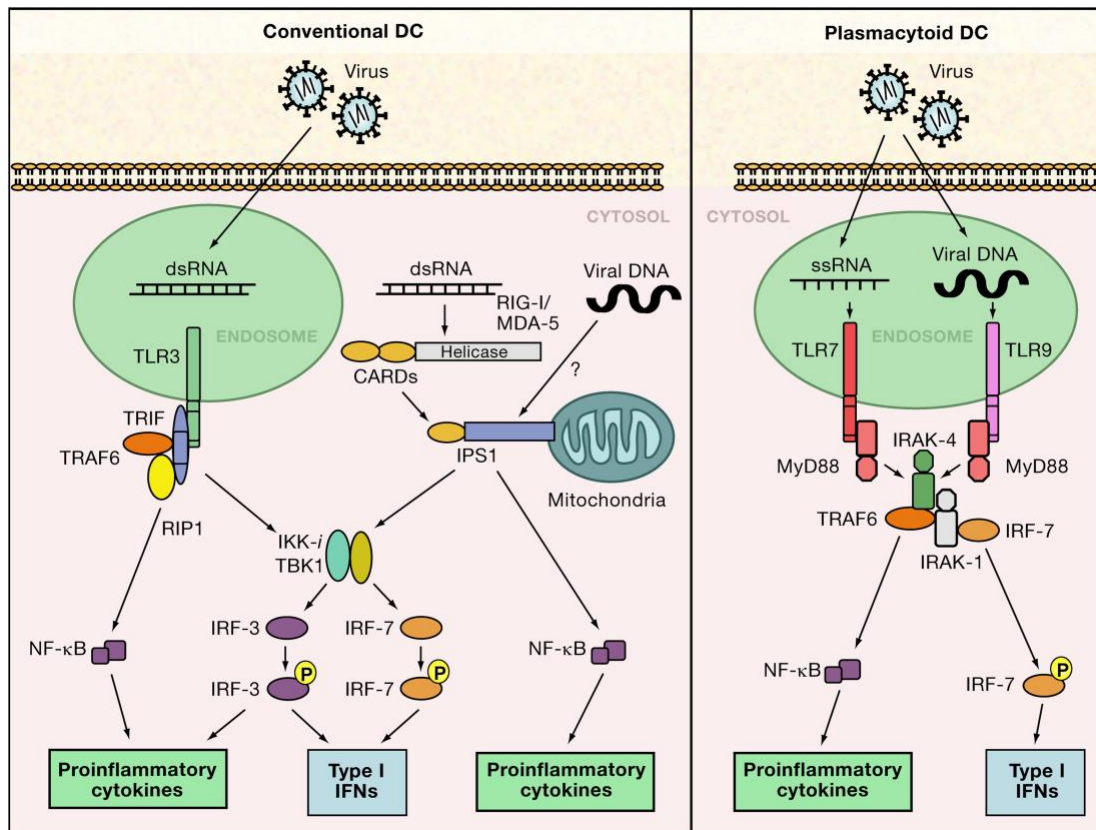 Conventional DC
Virus
CYTOSOL
dsRNA
ENDOSOME
TLR3
TRIF
TRAF6
RIP1
dsRNA
RIG-I/
MDA-5
Helicase
CARDs
Viral DNA
?
IPS1
Mitochondria
IKK-i
TBK1
IRF-3
IRF-7
NF-κB
NF-κB
P
IRF-3
P
IRF-7
Proinflammatory
cytokines
Type I
IFNs
Proinflammatory
cytokines
Plasmacytoid DC
Virus
CYTOSOL
ssRNA
Viral DNA
ENDOSOME
TLR7
TLR9
IRAK-4
MyD88
MyD88
TRAF6
IRF-7
IRAK-1
NF-κB
P
IRF-7
Proinflammatory
cytokines
Type I
IFNs